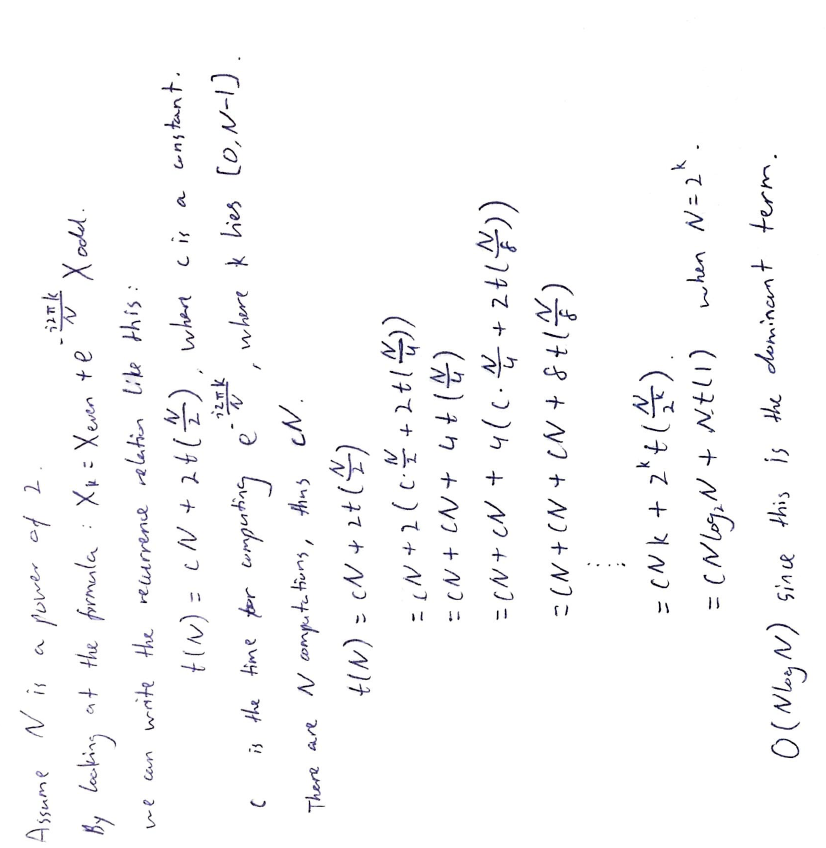 Assume N is a power of 2.
By looking at the formula : X_k = X_even + e^{-i2πk/N} X_odd.
we can write the recurrence relation like this:
t(N) = cN + 2t(N/2), where c is a constant.
c is the time for computing e^{-i2πk/N}, where k lies [0, N-1].
There are N computations, thus cN.
t(N) = cN + 2t(N/2)
= cN + 2(c·N/2 + 2t(N/4))
= cN + cN + 4t(N/4)
= cN + cN + 4(c·N/4 + 2t(N/8))
= cN + cN + cN + 8t(N/8)
⋮
= cNk + 2^k t(N/2^k).
= cNlog₂N + Nt(1) when N = 2^k.
O(NlogN) since this is the dominant term.